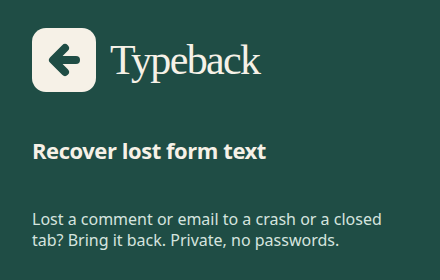 Typeback
Recover lost form text
Lost a comment or email to a crash or a closed
tab? Bring it back. Private, no passwords.